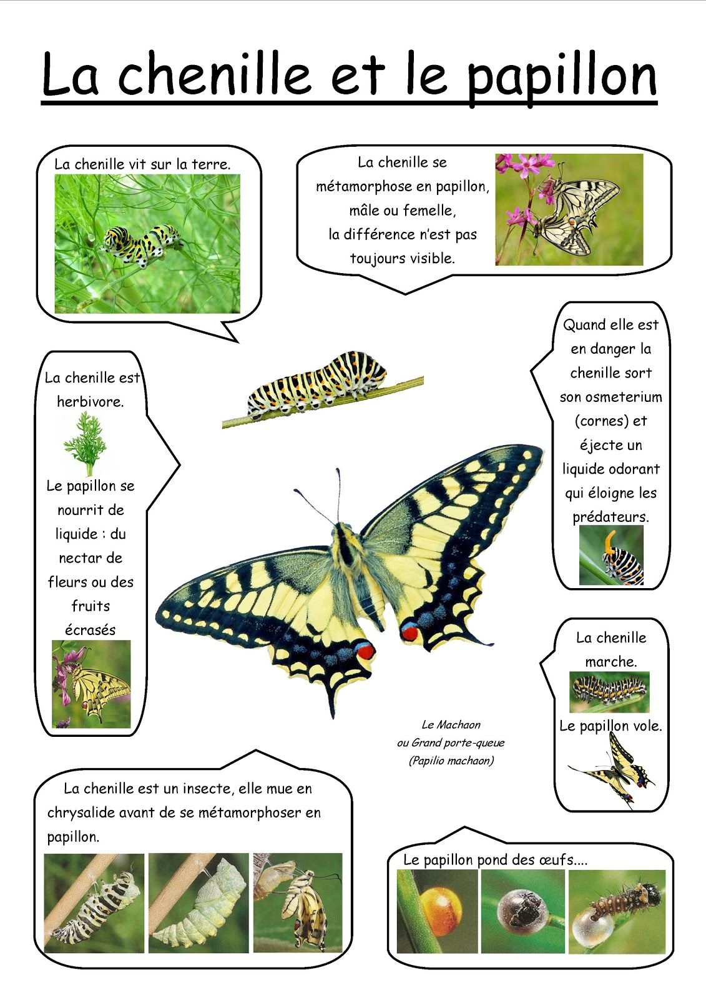 La chenille et le papillon
La chenille vit sur la terre.
La chenille se
métamorphose en papillon,
mâle ou femelle,
la différence n'est pas
toujours visible.
Quand elle est
en danger la
chenille sort
son osmeterium
(cornes) et
éjecte un
liquide odorant
qui éloigne les
prédateurs.
La chenille est
herbivore.
Le papillon se
nourrit de
liquide : du
nectar de
fleurs ou des
fruits
écrasés
La chenille
marche.
Le papillon vole.
Le Machaon
ou Grand porte-queue
(Papilio machaon)
La chenille est un insecte, elle mue en
chrysalide avant de se métamorphoser en
papillon.
Le papillon pond des œufs....